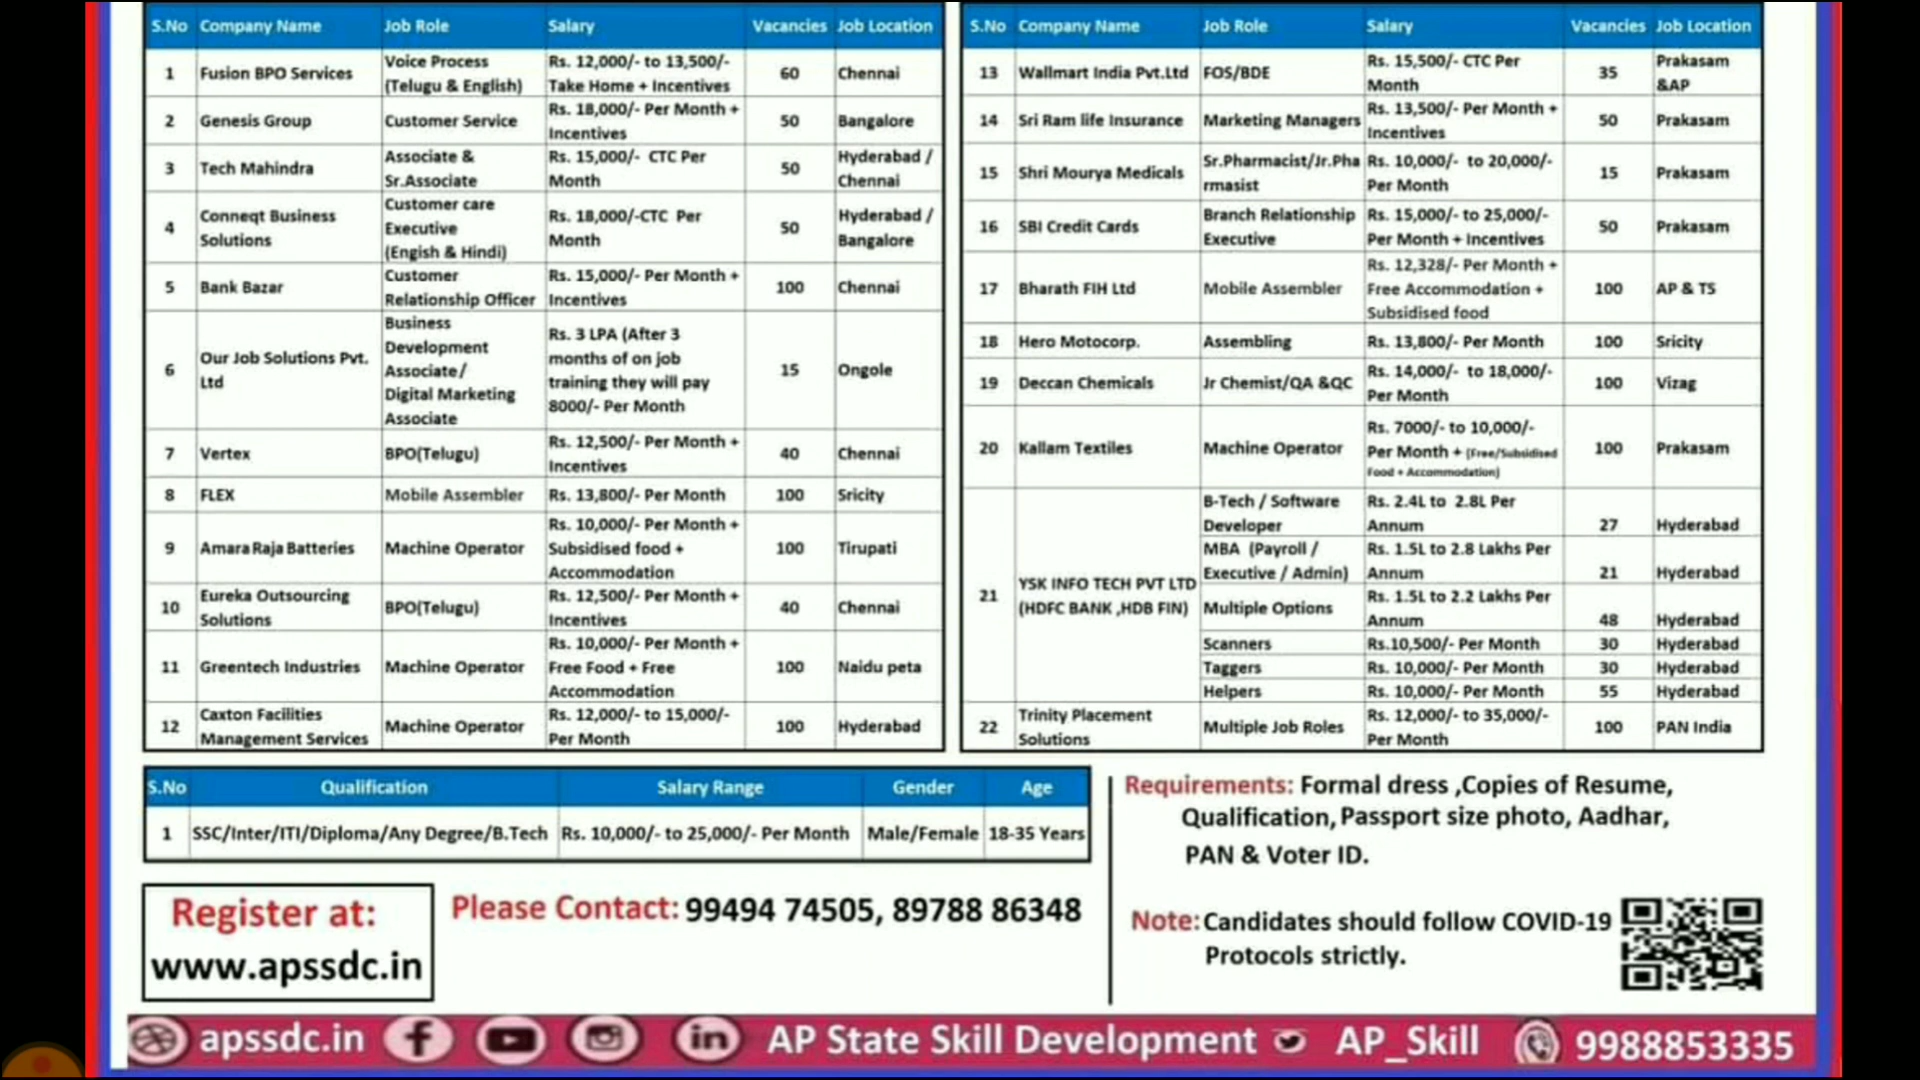 S.No Company Name Job Role Salary Vacancies Job Location
1 Fusion BPO Services Voice Process (Telugu & English) Rs. 12,000/- to 13,500/- Take Home + Incentives 60 Chennai
2 Genesis Group Customer Service Rs. 18,000/- Per Month + Incentives 50 Bangalore
3 Tech Mahindra Associate & Sr.Associate Rs. 15,000/- CTC Per Month 50 Hyderabad / Chennai
4 Conneqt Business Solutions Customer care Executive (Engish & Hindi) Rs. 18,000/-CTC Per Month 50 Hyderabad / Bangalore
5 Bank Bazar Customer Relationship Officer Rs. 15,000/- Per Month + Incentives 100 Chennai
6 Our Job Solutions Pvt. Ltd Business Development Associate/ Digital Marketing Associate Rs. 3 LPA (After 3 months of on job training they will pay 8000/- Per Month 15 Ongole
7 Vertex BPO(Telugu) Rs. 12,500/- Per Month + Incentives 40 Chennai
8 FLEX Mobile Assembler Rs. 13,800/- Per Month 100 Sricity
9 Amara Raja Batteries Machine Operator Rs. 10,000/- Per Month + Subsidised food + Accommodation 100 Tirupati
10 Eureka Outsourcing Solutions BPO(Telugu) Rs. 12,500/- Per Month + Incentives 40 Chennai
11 Greentech Industries Machine Operator Rs. 10,000/- Per Month + Free Food + Free Accommodation 100 Naidu peta
12 Caxton Facilities Management Services Machine Operator Rs. 12,000/- to 15,000/- Per Month 100 Hyderabad
S.No Company Name Job Role Salary Vacancies Job Location
13 Wallmart India Pvt.Ltd FOS/BDE Rs. 15,500/- CTC Per Month 35 Prakasam &AP
14 Sri Ram life Insurance Marketing Managers Rs. 13,500/- Per Month + Incentives 50 Prakasam
15 Shri Mourya Medicals Sr.Pharmacist/Jr.Pharmasist Rs. 10,000/- to 20,000/- Per Month 15 Prakasam
16 SBI Credit Cards Branch Relationship Executive Rs. 15,000/- to 25,000/- Per Month + Incentives 50 Prakasam
17 Bharath FIH Ltd Mobile Assembler Rs. 12,328/- Per Month + Free Accommodation + Subsidised food 100 AP & TS
18 Hero Motocorp. Assembling Rs. 13,800/- Per Month 100 Sricity
19 Deccan Chemicals Jr Chemist/QA &QC Rs. 14,000/- to 18,000/- Per Month 100 Vizag
20 Kallam Textiles Machine Operator Rs. 7000/- to 10,000/- Per Month + (Free/Subsidised Food + Accommodation) 100 Prakasam
21 YSK INFO TECH PVT LTD (HDFC BANK ,HDB FIN) B-Tech / Software Developer Rs. 2.4L to 2.8L Per Annum 27 Hyderabad
MBA (Payroll / Executive / Admin) Rs. 1.5L to 2.8 Lakhs Per Annum 21 Hyderabad
Multiple Options Rs. 1.5L to 2.2 Lakhs Per Annum 48 Hyderabad
Scanners Rs.10,500/- Per Month 30 Hyderabad
Taggers Rs. 10,000/- Per Month 30 Hyderabad
Helpers Rs. 10,000/- Per Month 55 Hyderabad
22 Trinity Placement Solutions Multiple Job Roles Rs. 12,000/- to 35,000/- Per Month 100 PAN India
S.No Qualification Salary Range Gender Age
1 SSC/Inter/ITI/Diploma/Any Degree/B.Tech Rs. 10,000/- to 25,000/- Per Month Male/Female 18-35 Years
Requirements: Formal dress ,Copies of Resume,
Qualification, Passport size photo, Aadhar,
PAN & Voter ID.
Register at:
www.apssdc.in
Please Contact: 99494 74505, 89788 86348
Note: Candidates should follow COVID-19
Protocols strictly.
apssdc.in AP State Skill Development AP_Skill 9988853335